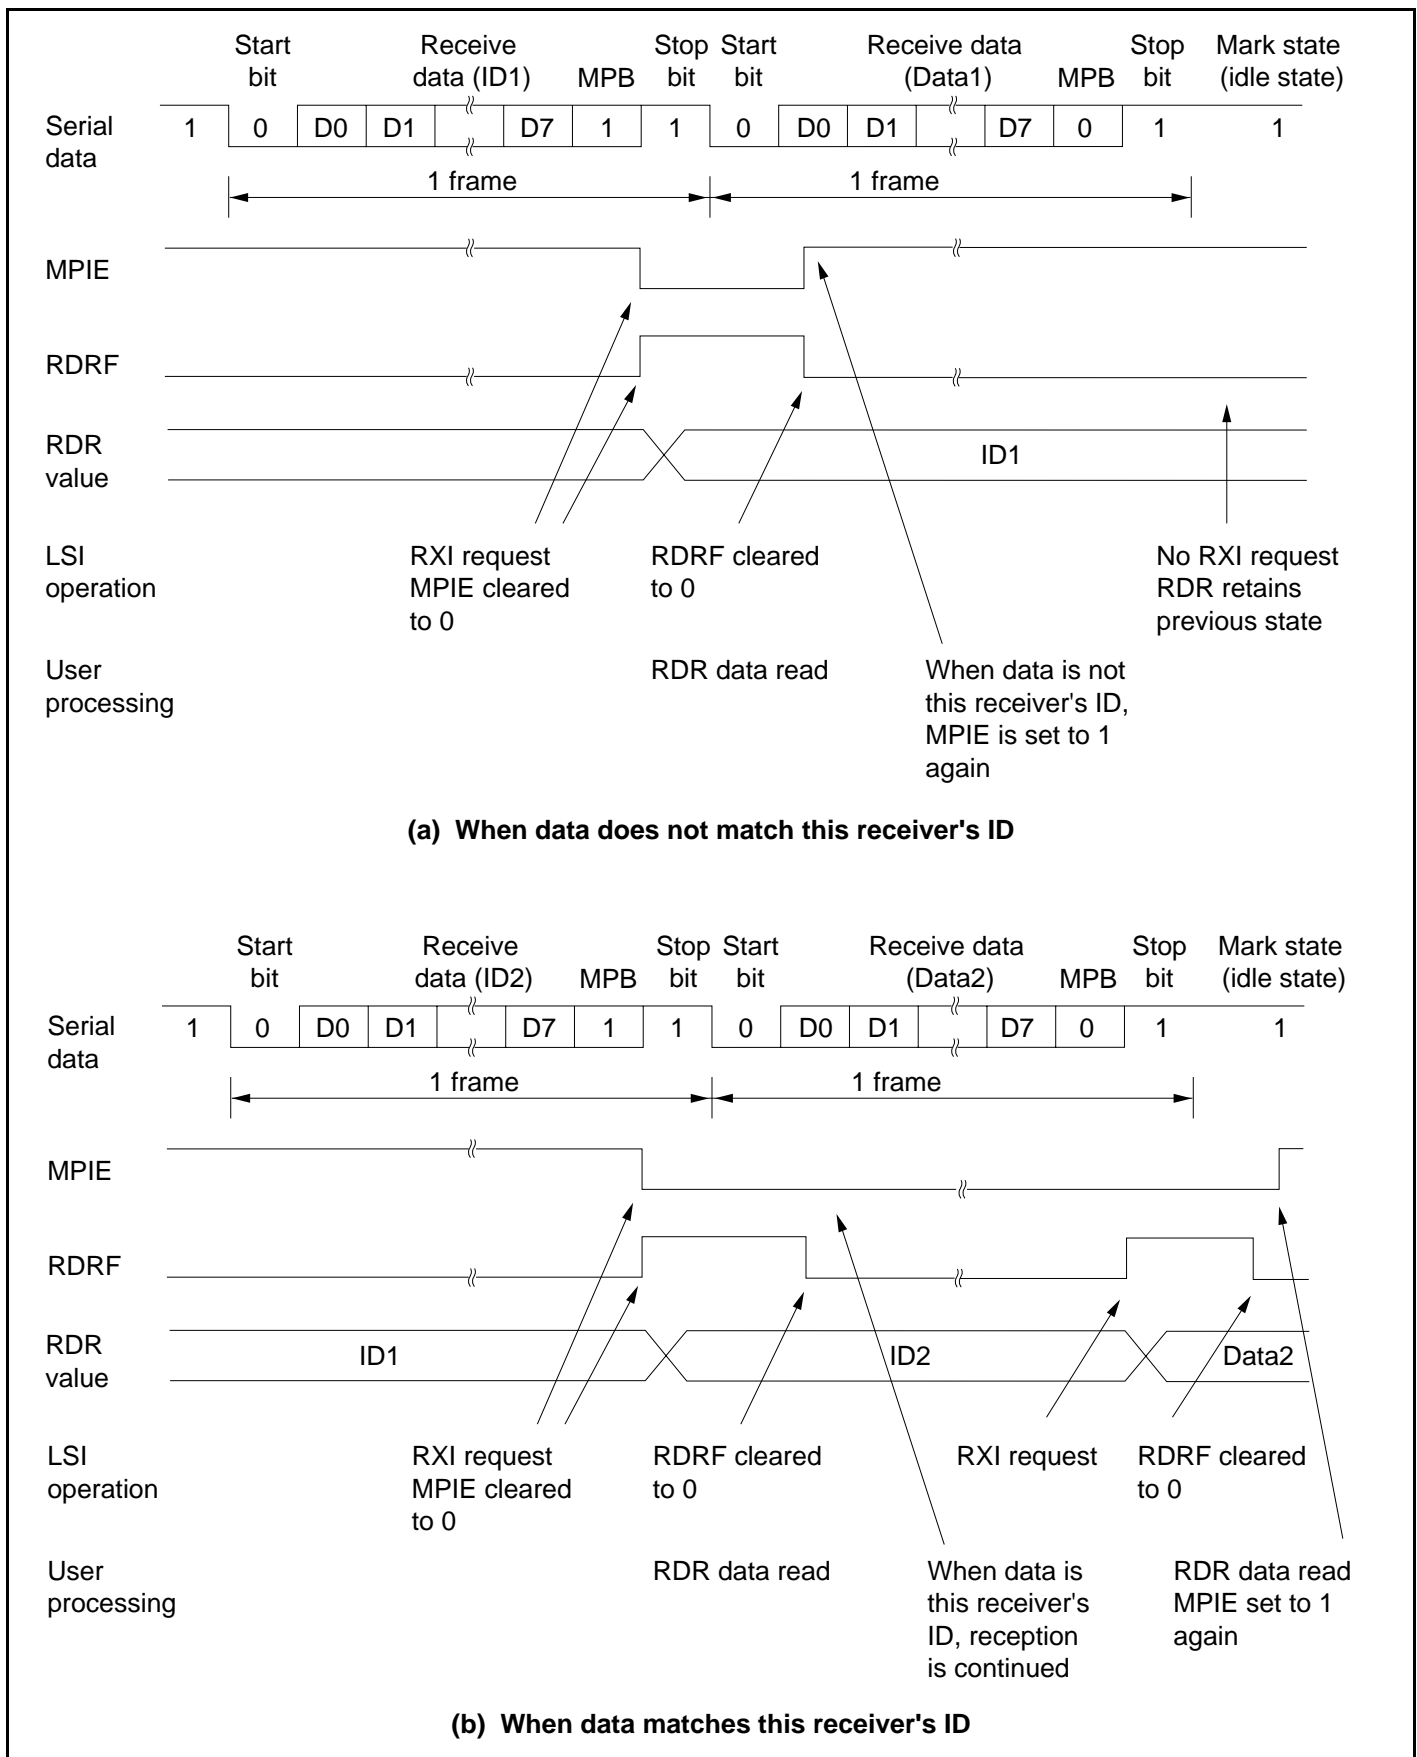 Start Receive Stop Start Receive data Stop Mark state
bit data (ID1) MPB bit bit (Data1) MPB bit (idle state)
Serial data
1 0 D0 D1 D7 1 1 0 D0 D1 D7 0 1 1
1 frame 1 frame
MPIE
RDRF
RDR value
ID1
LSI operation
RXI request
MPIE cleared
to 0
RDRF cleared
to 0
No RXI request
RDR retains
previous state
User processing
RDR data read
When data is not
this receiver's ID,
MPIE is set to 1
again
(a) When data does not match this receiver's ID
Start Receive Stop Start Receive data Stop Mark state
bit data (ID2) MPB bit bit (Data2) MPB bit (idle state)
Serial data
1 0 D0 D1 D7 1 1 0 D0 D1 D7 0 1 1
1 frame 1 frame
MPIE
RDRF
RDR value
ID1 ID2 Data2
LSI operation
RXI request
MPIE cleared
to 0
RDRF cleared
to 0
RXI request
RDRF cleared
to 0
User processing
RDR data read
When data is
this receiver's
ID, reception
is continued
RDR data read
MPIE set to 1
again
(b) When data matches this receiver's ID